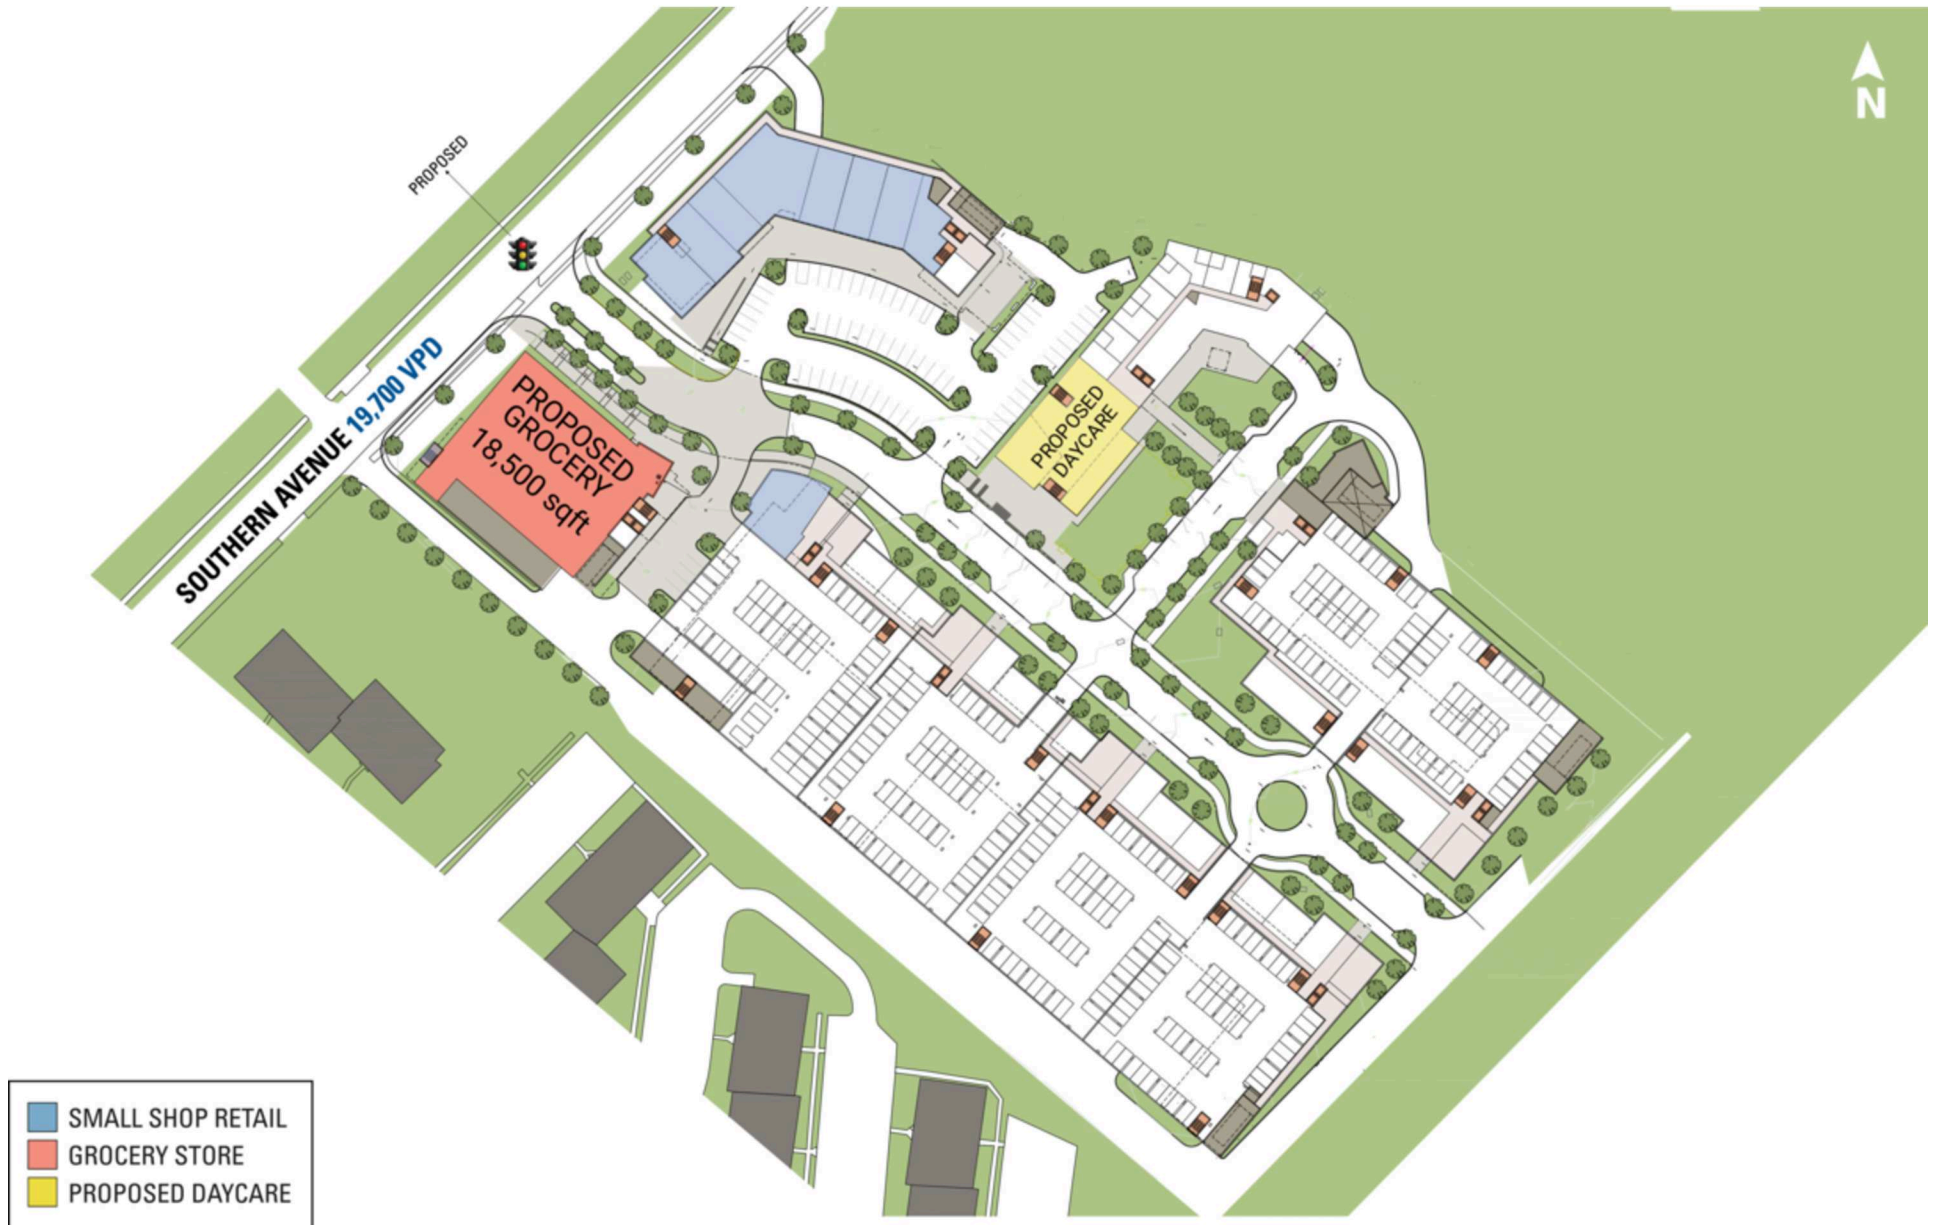 N
PROPOSED
SOUTHERN AVENUE 19,700 VPD
PROPOSED
GROCERY
18,500 sqft
PROPOSED
DAYCARE
SMALL SHOP RETAIL
GROCERY STORE
PROPOSED DAYCARE